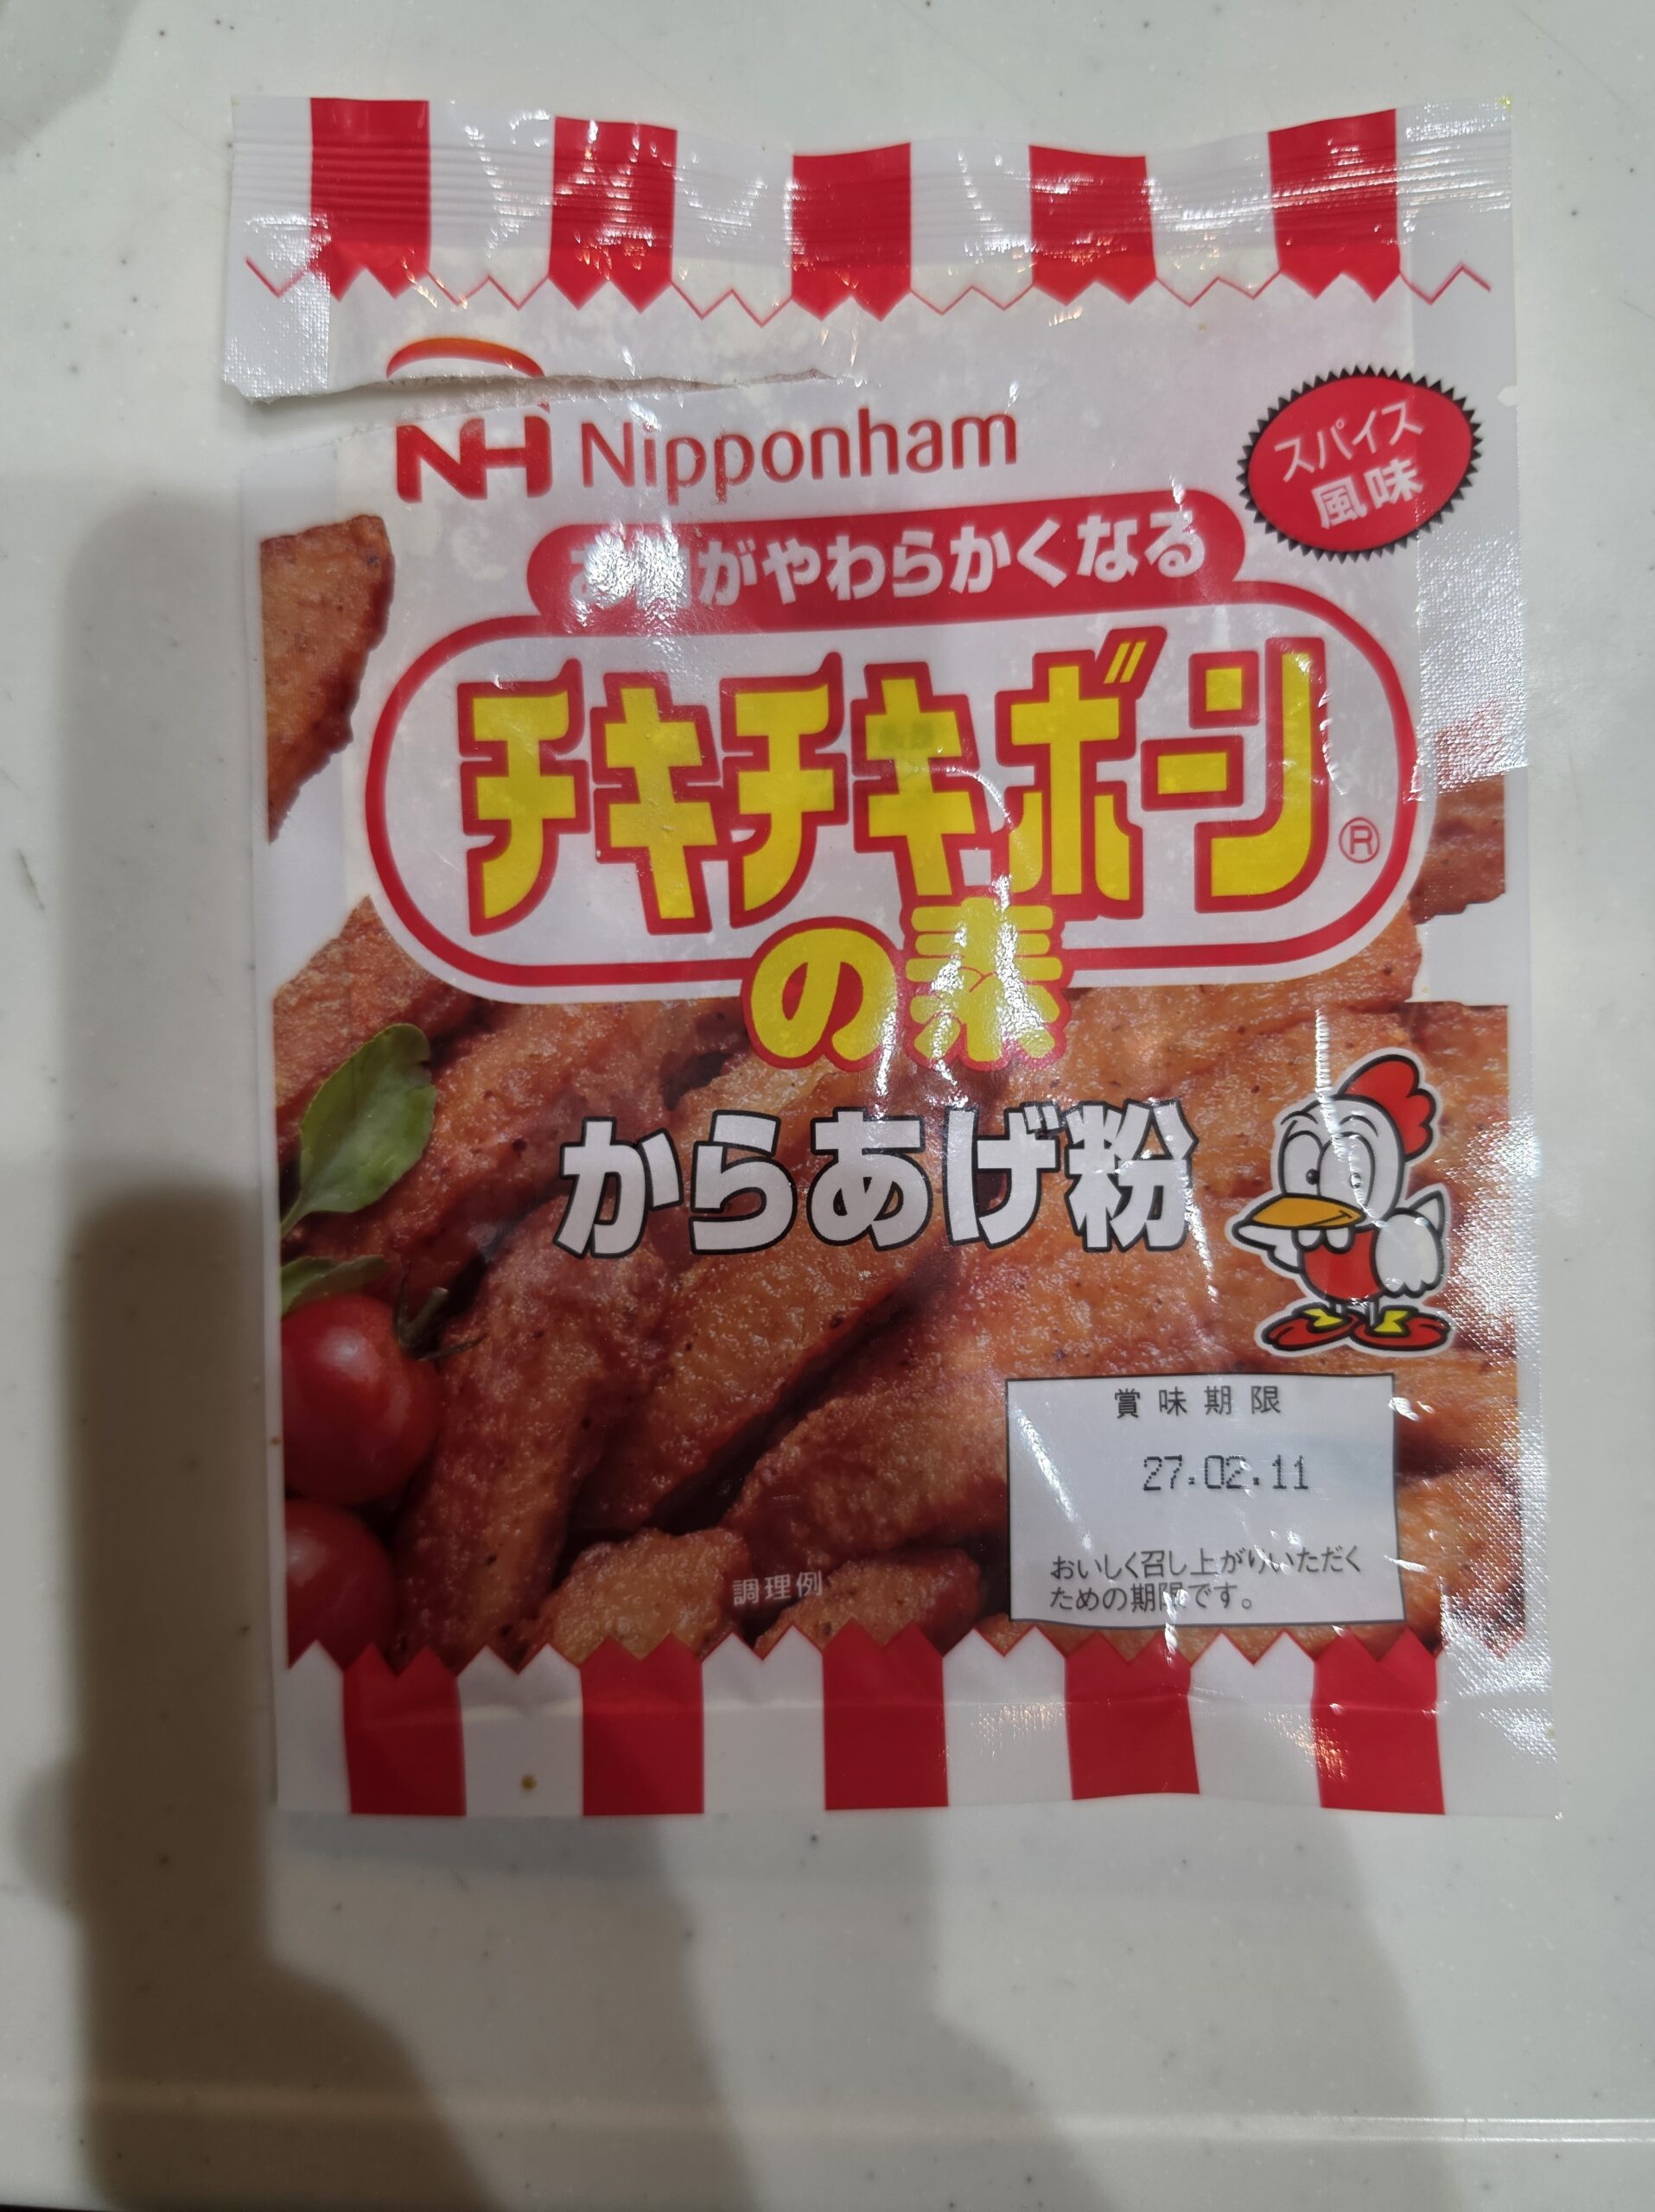 NH Nipponham
スパイス
風味
お肉がやわらかくなる
チキチキボーン®
の素
からあげ粉
賞味期限
27.02.11
おいしく召し上がりいただく
ための期限です。
調理例